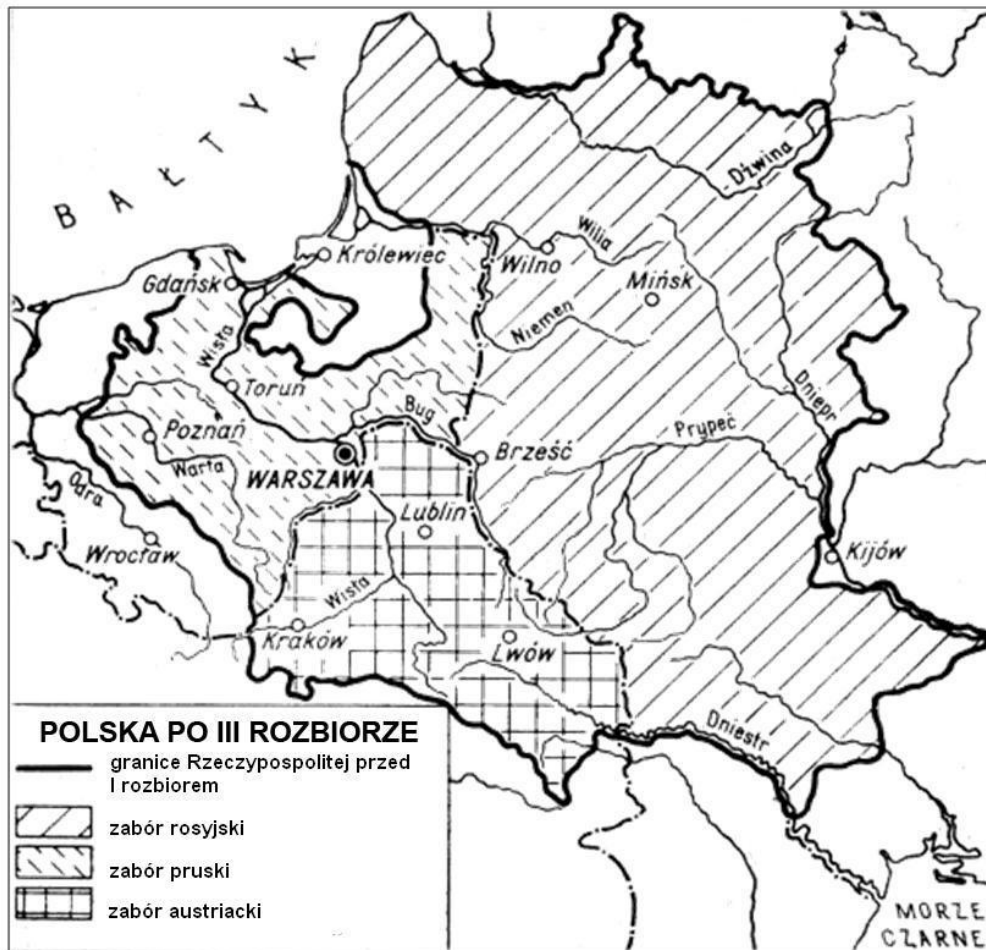 BAŁTYK
Dźwina
Królewiec
Wilno
Wilia
Gdańsk
Mińsk
Niemen
Wisła
Toruń
Dniepr
Bug
Prypeć
Poznań
Brześć
Warta
WARSZAWA
Odra
Lublin
Wrocław
Kijów
Wisła
Kraków
Lwów
Dniestr
POLSKA PO III ROZBIORZE
granice Rzeczypospolitej przed
I rozbiorem
zabór rosyjski
zabór pruski
zabór austriacki
MORZE
CZARNE